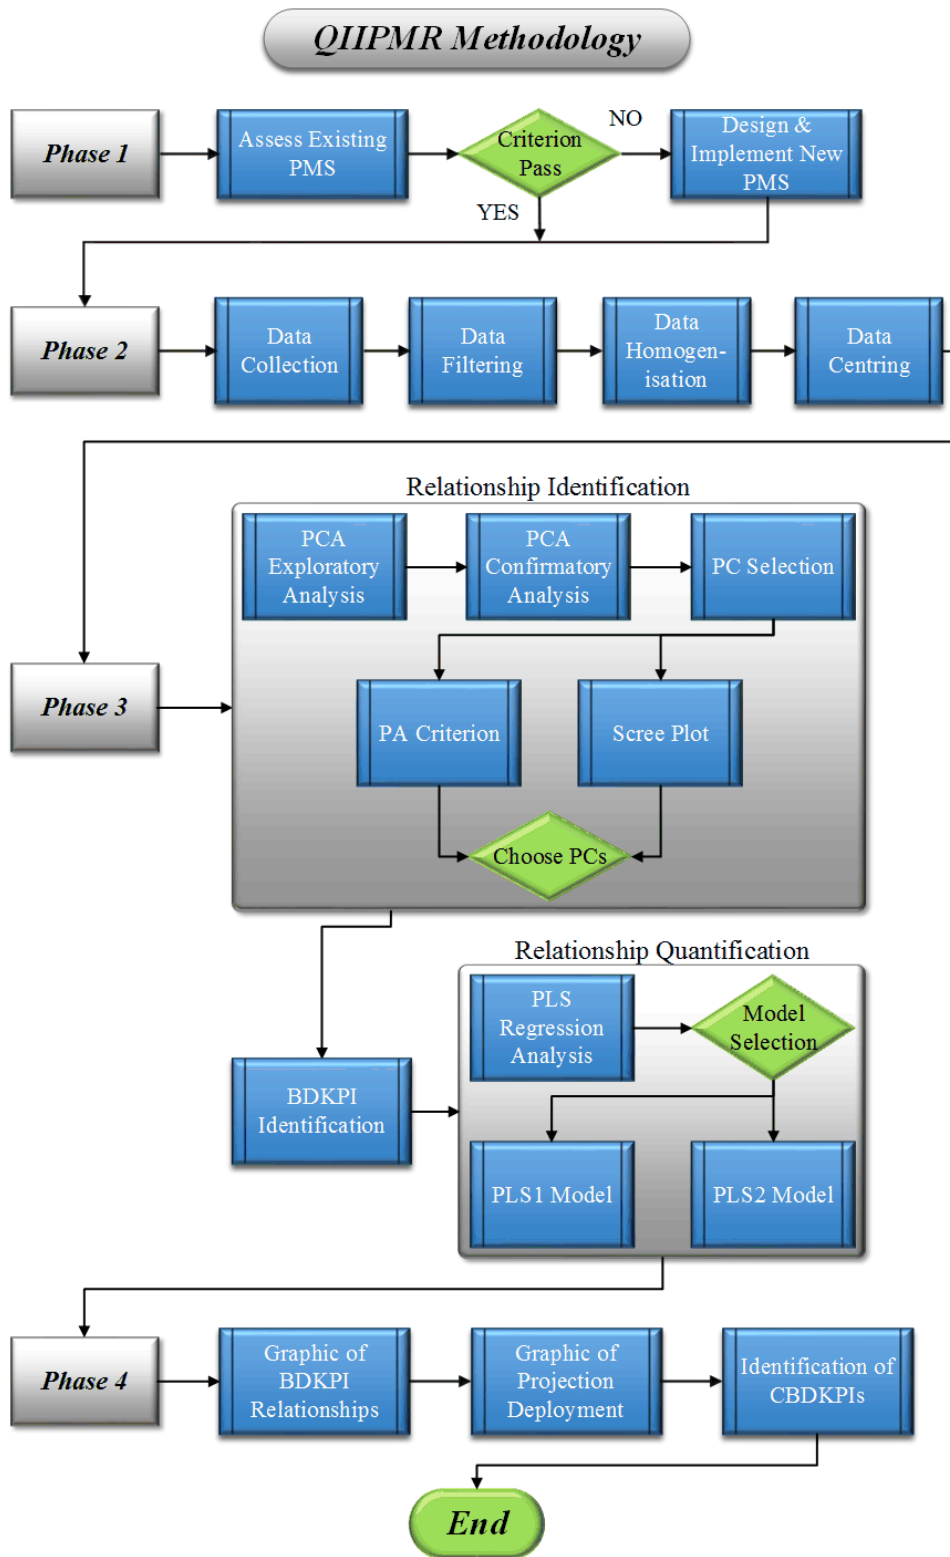 QIIPMR Methodology
Phase 1
Assess Existing
PMS
Criterion
Pass
NO
YES
Design &
Implement New
PMS
Phase 2
Data
Collection
Data
Filtering
Data
Homogen-
isation
Data
Centring
Relationship Identification
PCA
Exploratory
Analysis
PCA
Confirmatory
Analysis
PC Selection
Phase 3
PA Criterion
Scree Plot
Choose PCs
Relationship Quantification
PLS
Regression
Analysis
Model
Selection
BDKPI
Identification
PLS1 Model
PLS2 Model
Phase 4
Graphic of
BDKPI
Relationships
Graphic of
Projection
Deployment
Identification of
CBDKPIs
End